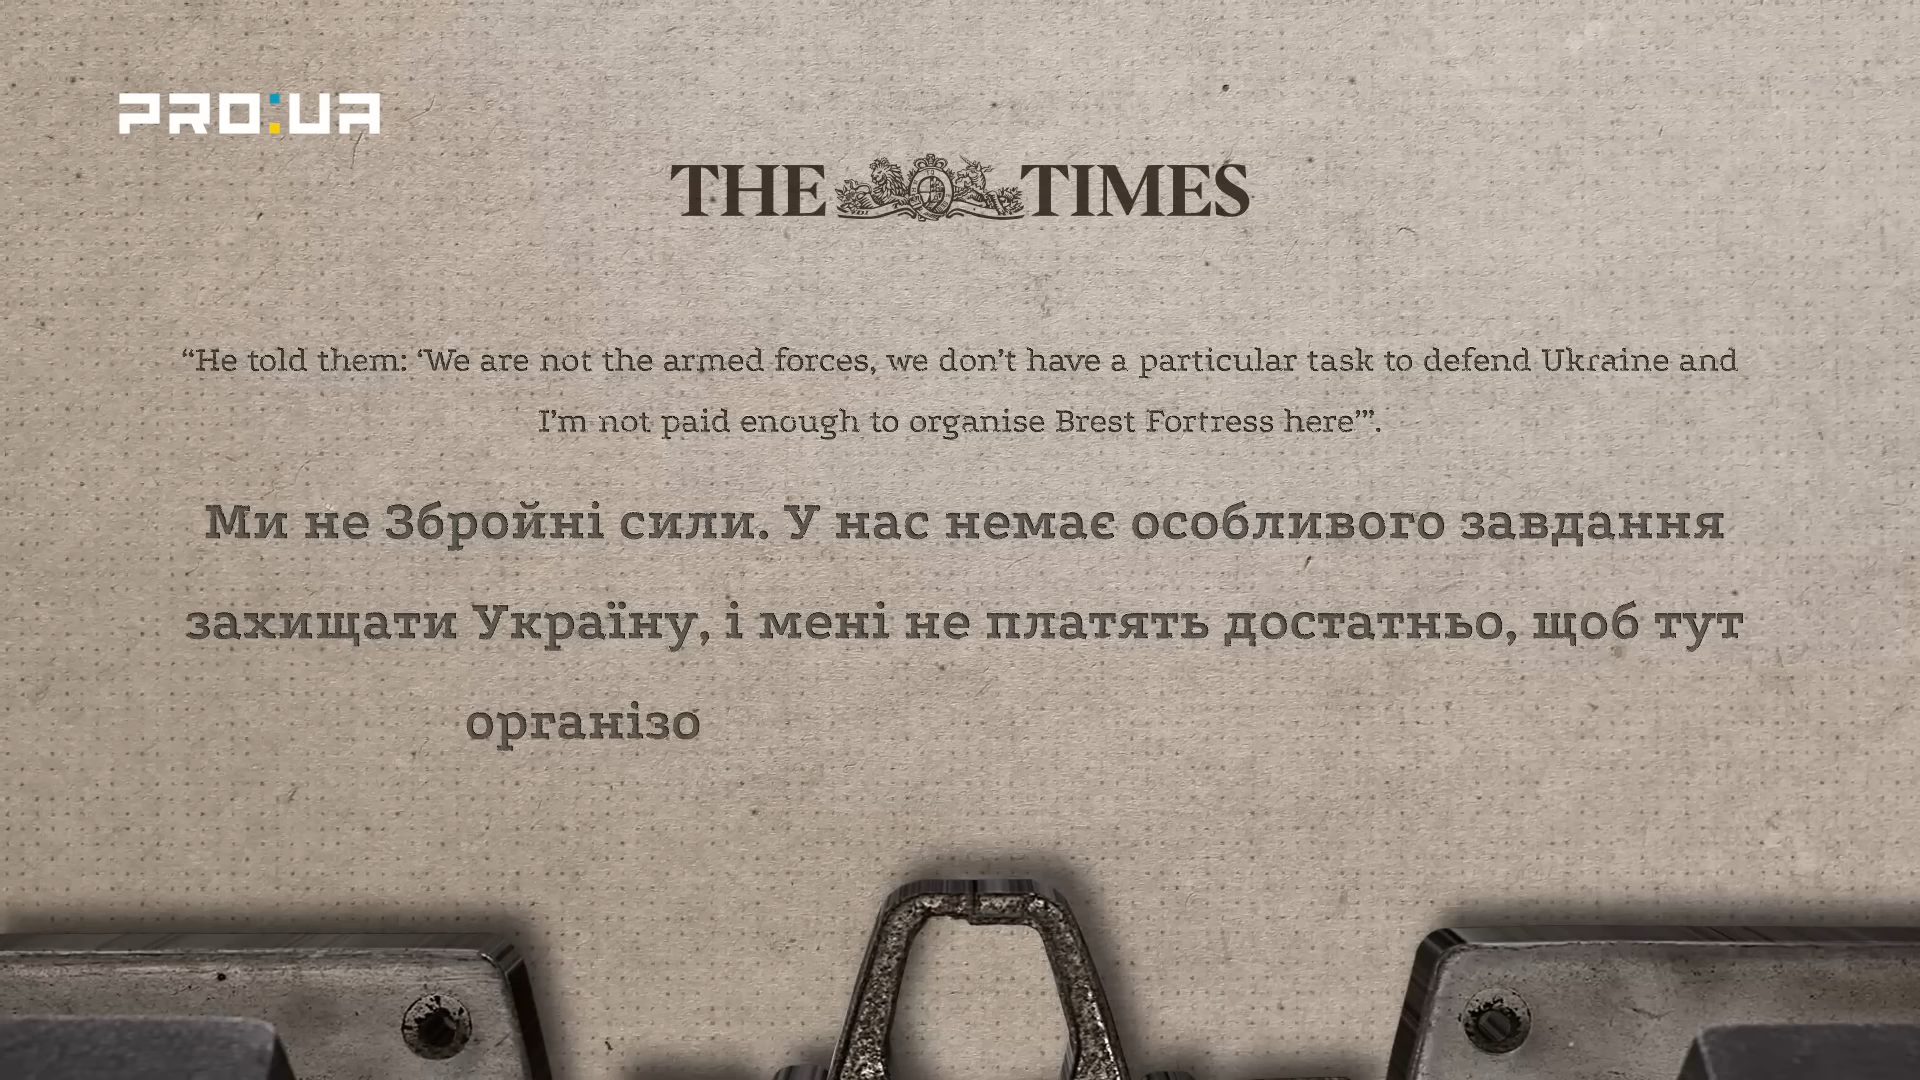 PRO:UA
THE TIMES
“He told them: ‘We are not the armed forces, we don’t have a particular task to defend Ukraine and
I’m not paid enough to organise Brest Fortress here’”.
Ми не Збройні сили. У нас немає особливого завдання
захищати Україну, і мені не платять достатньо, щоб тут
організо